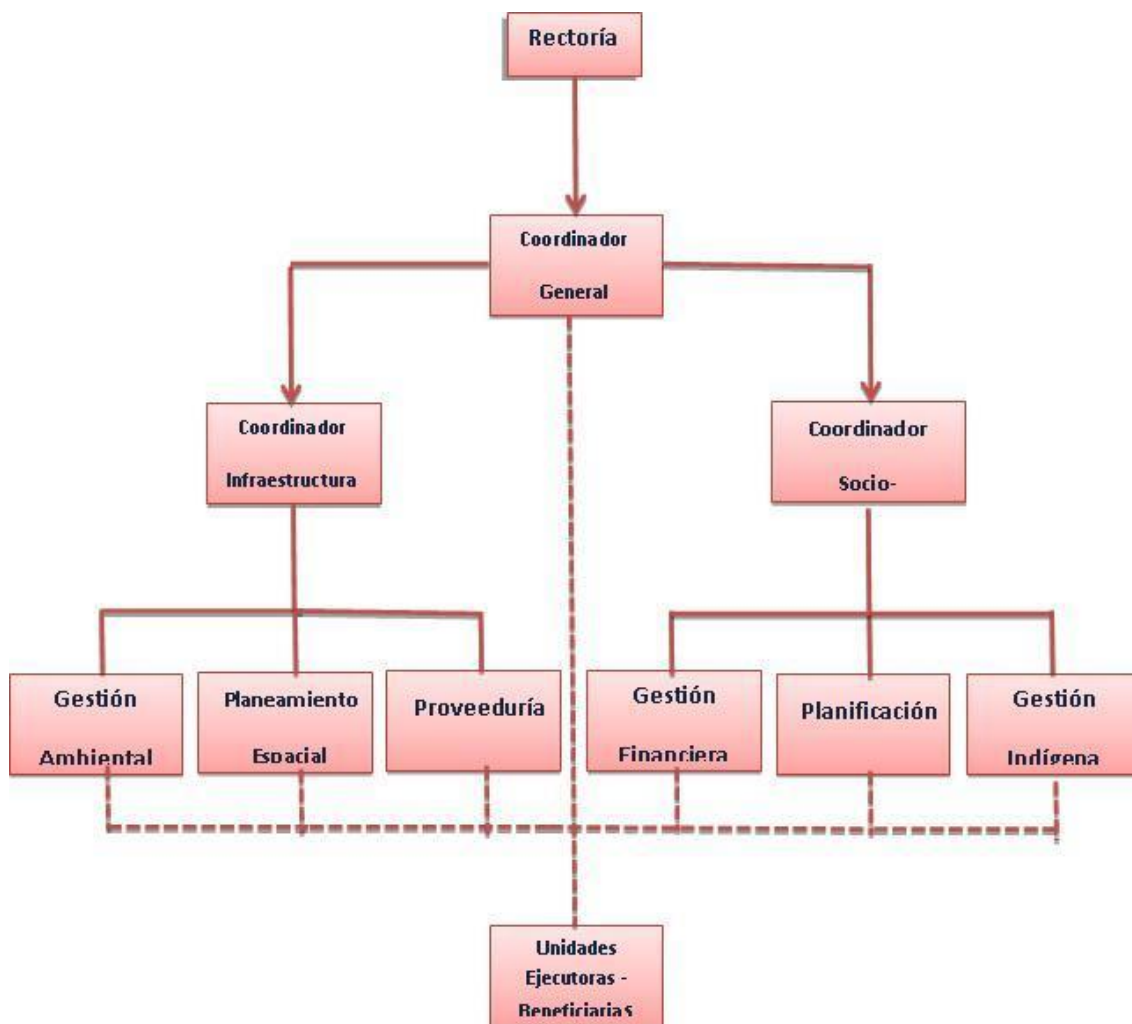 Rectoría
Coordinador
General
Coordinador
Infraestructura
Coordinador
Socio-
Gestión
Ambiental
Planeamiento
Espacial
Proveeduría
Gestión
Financiera
Planificación
Gestión
Indígena
Unidades
Ejecutoras -
Beneficiarias